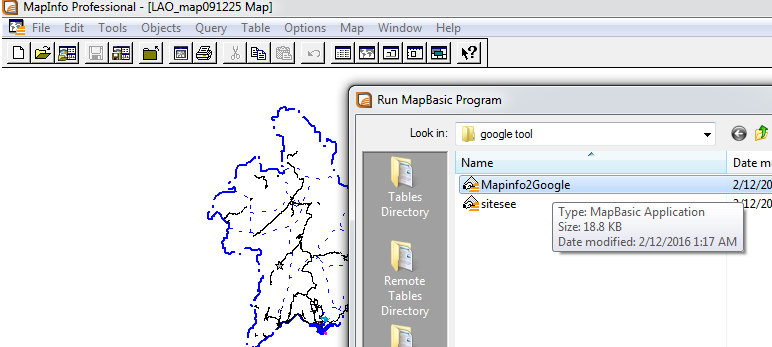 MapInfo Professional - [LAO_map091225 Map]
File Edit Tools Objects Query Table Options Map Window Help
Run MapBasic Program
Look in: google tool
Name Date mo
Tables Directory
Mapinfo2Google 2/12/20
sitesee 2/12/20
Type: MapBasic Application
Size: 18.8 KB
Date modified: 2/12/2016 1:17 AM
Remote Tables Directory